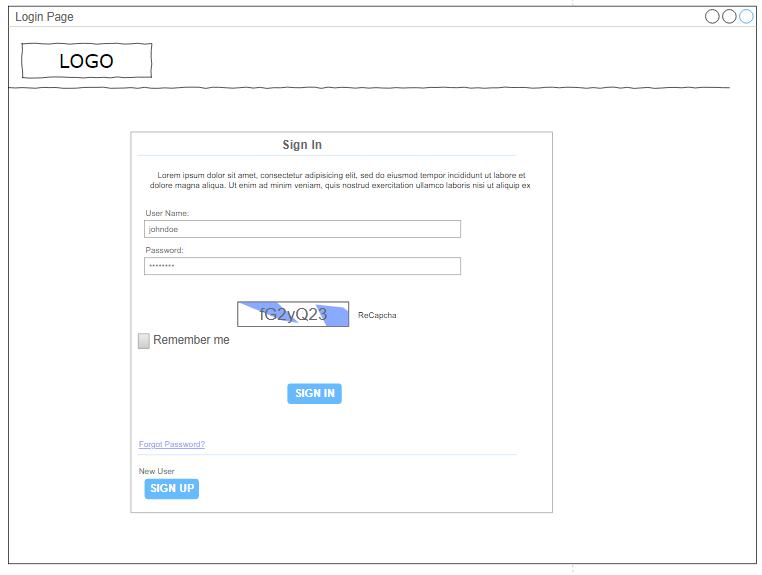 Login Page
LOGO
Sign In
Lorem ipsum dolor sit amet, consectetur adipisicing elit, sed do eiusmod tempor incididunt ut labore et
dolore magna aliqua. Ut enim ad minim veniam, quis nostrud exercitation ullamco laboris nisi ut aliquip ex
User Name:
johndoe
Password:
********
fG2yQ23 ReCapcha
Remember me
SIGN IN
Forgot Password?
New User
SIGN UP